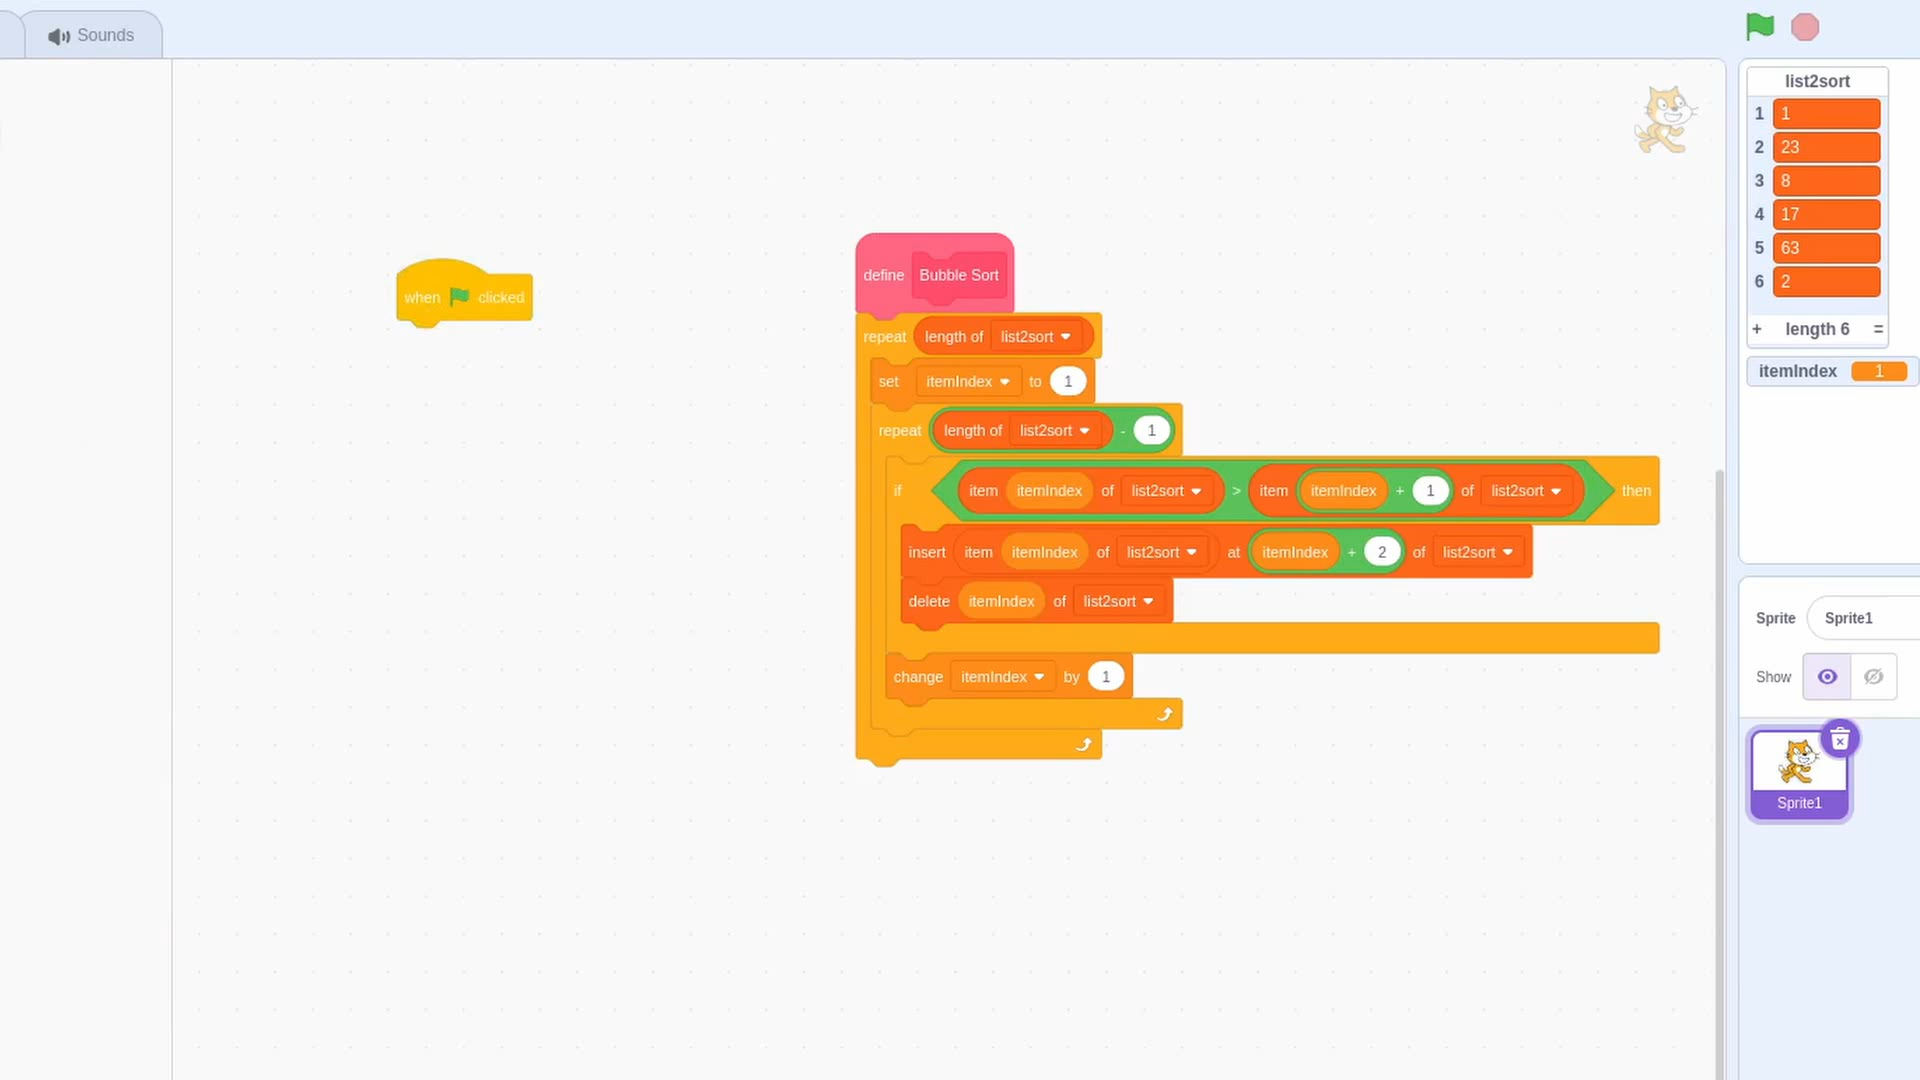 Sounds
when clicked
define Bubble Sort
repeat length of list2sort
set itemIndex to 1
repeat length of list2sort - 1
if item itemIndex of list2sort > item itemIndex + 1 of list2sort then
insert item itemIndex of list2sort at itemIndex + 2 of list2sort
delete itemIndex of list2sort
change itemIndex by 1
list2sort
1 1
2 23
3 8
4 17
5 63
6 2
+ length 6 =
itemIndex 1
Sprite Sprite1
Show
Sprite1